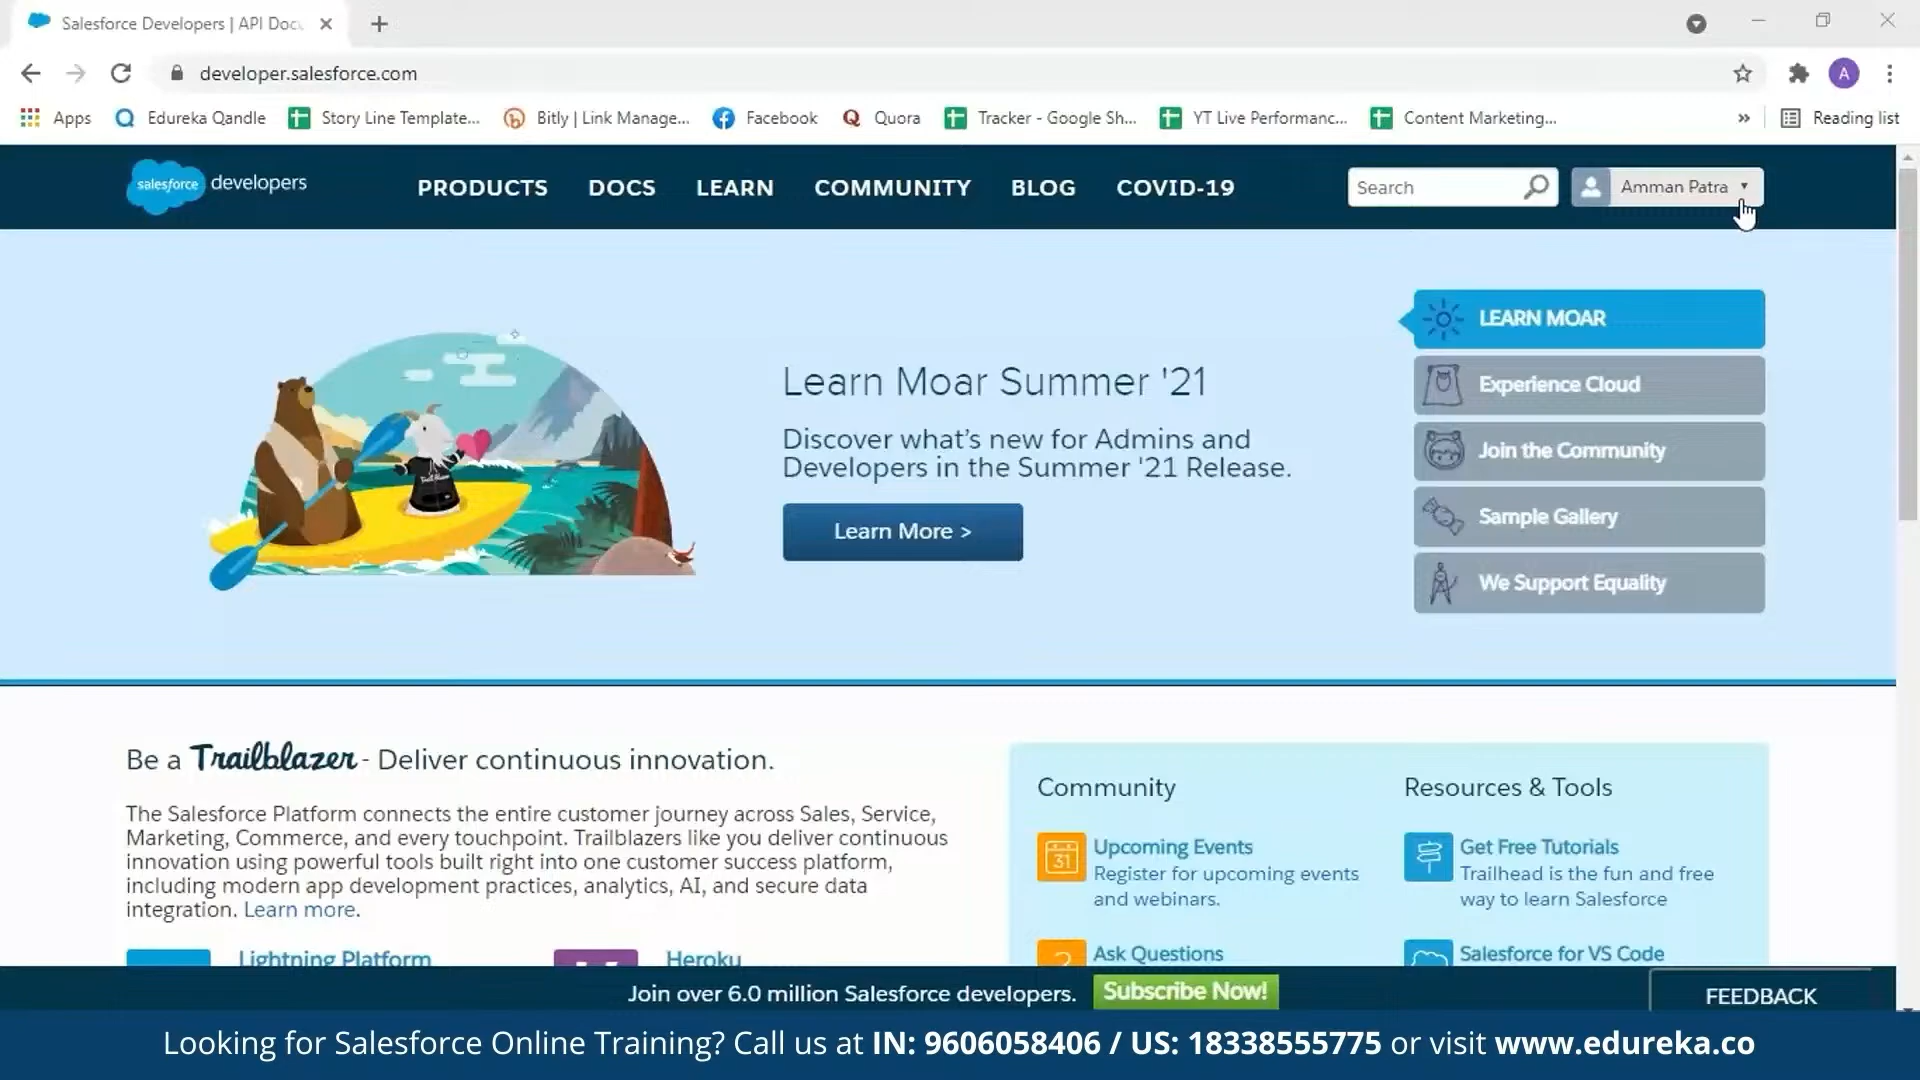 Salesforce Developers | API Docu
developer.salesforce.com
A
Apps
Edureka Qandle
Story Line Template...
Bitly | Link Manage...
Facebook
Quora
Tracker - Google Sh...
YT Live Performanc...
Content Marketing...
»
Reading list
salesforce developers
PRODUCTS
DOCS
LEARN
COMMUNITY
BLOG
COVID-19
Search
Amman Patra
LEARN MOAR
Experience Cloud
Join the Community
Sample Gallery
We Support Equality
Learn Moar Summer '21
Discover what's new for Admins and
Developers in the Summer '21 Release.
Learn More >
Be a Trailblazer - Deliver continuous innovation.
The Salesforce Platform connects the entire customer journey across Sales, Service,
Marketing, Commerce, and every touchpoint. Trailblazers like you deliver continuous
innovation using powerful tools built right into one customer success platform,
including modern app development practices, analytics, AI, and secure data
integration. Learn more.
Lightning Platform
Heroku
Community
31
Upcoming Events
Register for upcoming events
and webinars.
?
Ask Questions
Resources & Tools
Get Free Tutorials
Trailhead is the fun and free
way to learn Salesforce
Salesforce for VS Code
Join over 6.0 million Salesforce developers.
Subscribe Now!
FEEDBACK
Looking for Salesforce Online Training? Call us at IN: 9606058406 / US: 18338555775 or visit www.edureka.co